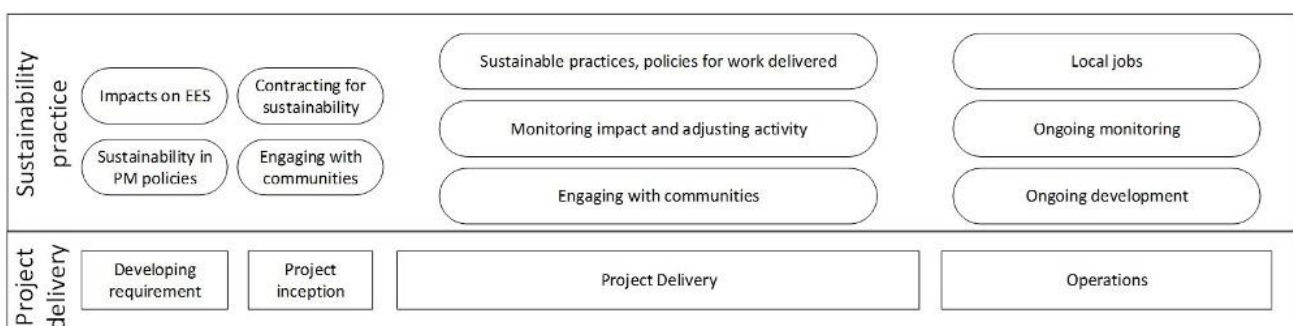 Sustainability
practice
Impacts on EES
Contracting for
sustainability
Sustainability in
PM policies
Engaging with
communities
Sustainable practices, policies for work delivered
Monitoring impact and adjusting activity
Engaging with communities
Local jobs
Ongoing monitoring
Ongoing development
Project
delivery
Developing
requirement
Project
inception
Project Delivery
Operations